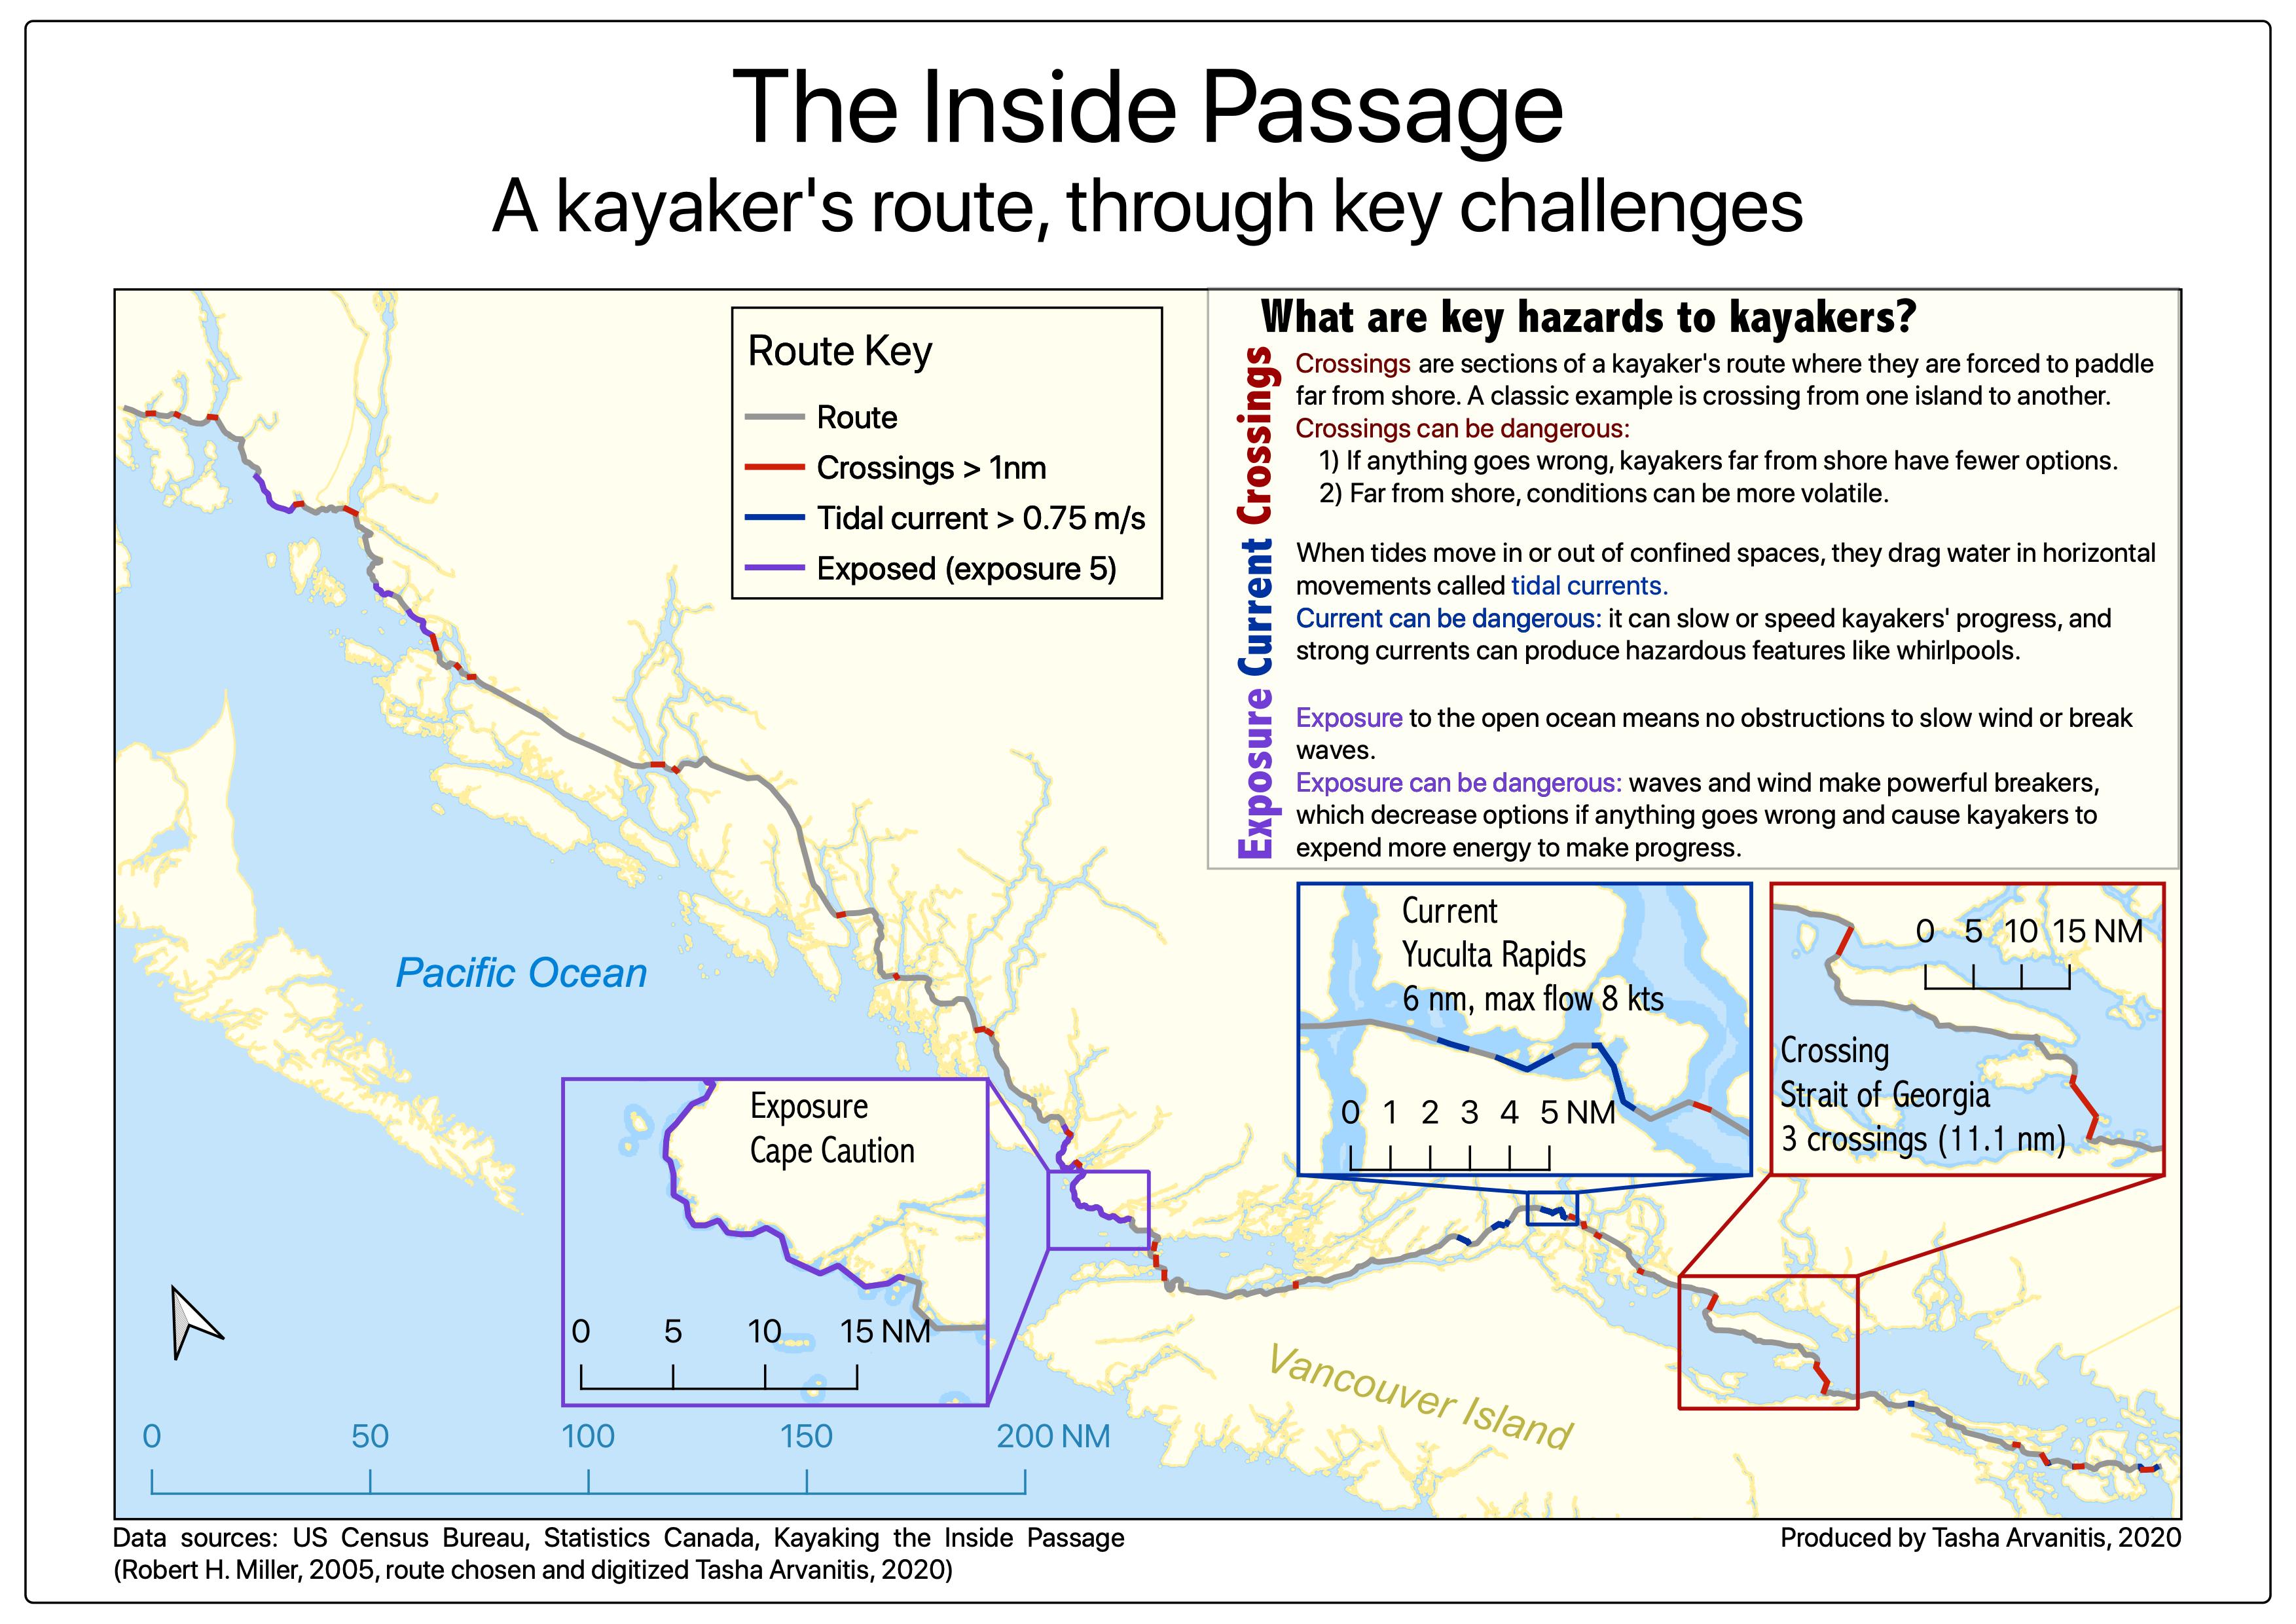 The Inside Passage
A kayaker's route, through key challenges
Route Key
Route
Crossings > 1nm
Tidal current > 0.75 m/s
Exposed (exposure 5)
What are key hazards to kayakers?
Crossings
Crossings are sections of a kayaker's route where they are forced to paddle
far from shore. A classic example is crossing from one island to another.
Crossings can be dangerous:
1) If anything goes wrong, kayakers far from shore have fewer options.
2) Far from shore, conditions can be more volatile.
Current
When tides move in or out of confined spaces, they drag water in horizontal
movements called tidal currents.
Current can be dangerous: it can slow or speed kayakers' progress, and
strong currents can produce hazardous features like whirlpools.
Exposure
Exposure to the open ocean means no obstructions to slow wind or break
waves.
Exposure can be dangerous: waves and wind make powerful breakers,
which decrease options if anything goes wrong and cause kayakers to
expend more energy to make progress.
Current
Yuculta Rapids
6 nm, max flow 8 kts
0 1 2 3 4 5 NM
0 5 10 15 NM
Crossing
Strait of Georgia
3 crossings (11.1 nm)
Pacific Ocean
Exposure
Cape Caution
0 5 10 15 NM
Vancouver Island
0 50 100 150 200 NM
Data sources: US Census Bureau, Statistics Canada, Kayaking the Inside Passage
(Robert H. Miller, 2005, route chosen and digitized Tasha Arvanitis, 2020)
Produced by Tasha Arvanitis, 2020